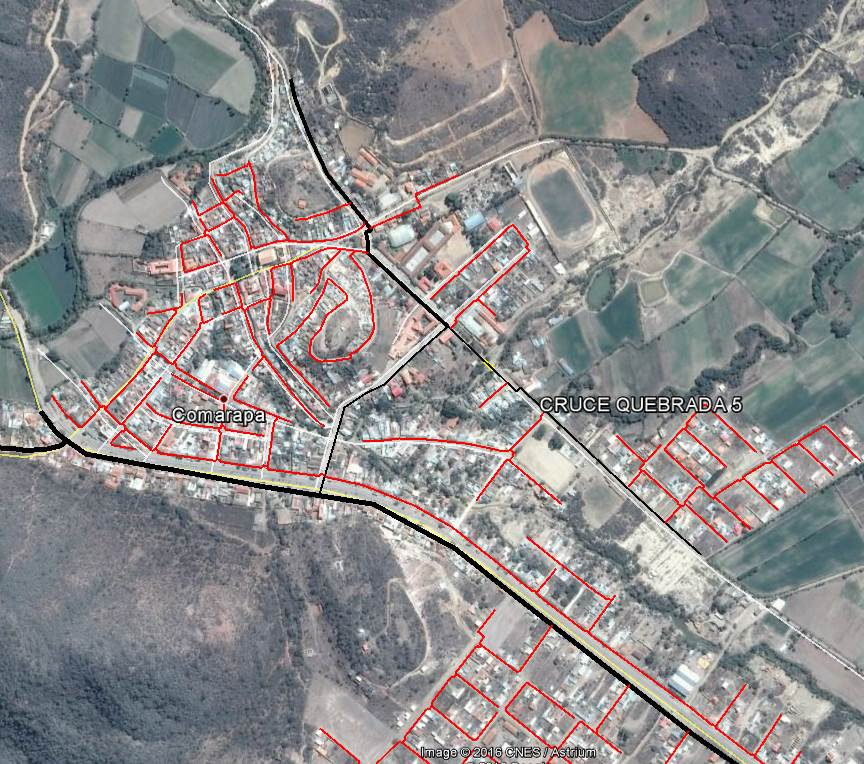 CRUCE QUEBRADA 5
Comarapa
Image © 2016 CNES / Astrium